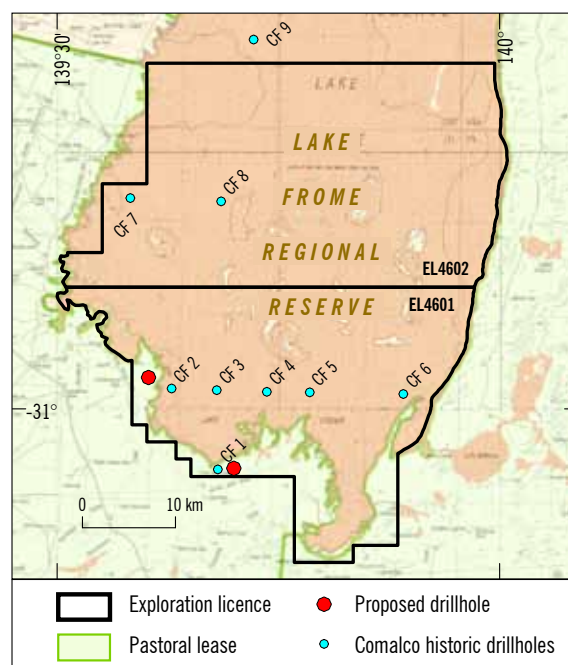 CF 9
139°30'
140°
LAKE
LAKE
FROME
CF 8
CF 7
REGIONAL
EL4602
EL4601
RESERVE
CF 2
CF 3
CF 4
CF 5
CF 6
-31°
CF 1
0 10 km
Exploration licence
Proposed drillhole
Pastoral lease
Comalco historic drillholes